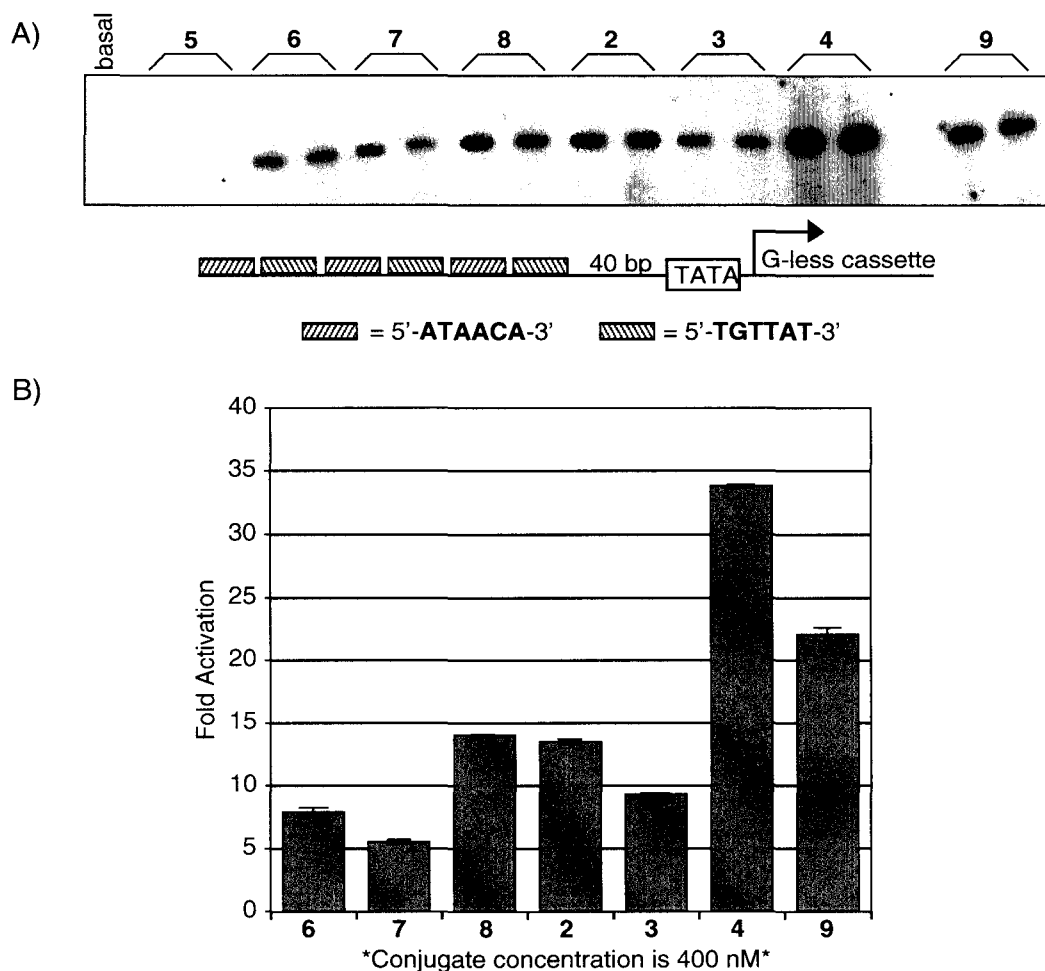 A)
basal
5 6 7 8 2 3 4 9
40 bp TATA G-less cassette
= 5'-ATAACA-3' = 5'-TGTTAT-3'
B)
Fold Activation
40
35
30
25
20
15
10
5
0
6 7 8 2 3 4 9
*Conjugate concentration is 400 nM*